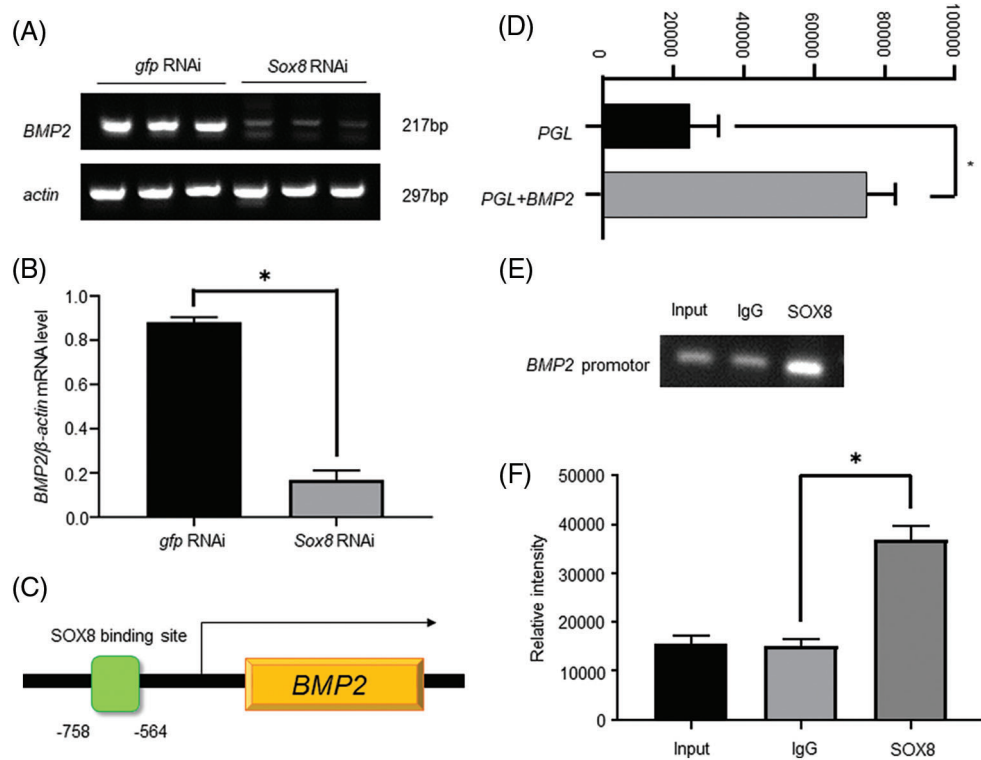 (A)
gfp RNAi Sox8 RNAi
BMP2 217bp
actin 297bp
(B)
*
BMP2/β-actin mRNA level
1.0
0.8
0.6
0.4
0.2
0.0
gfp RNAi Sox8 RNAi
(C)
SOX8 binding site
BMP2
-758 -564
(D)
0 20000 40000 60000 80000 100000
PGL
*
PGL+BMP2
(E)
Input IgG SOX8
BMP2 promotor
(F)
*
Relative intensity
50000
40000
30000
20000
10000
0
Input IgG SOX8